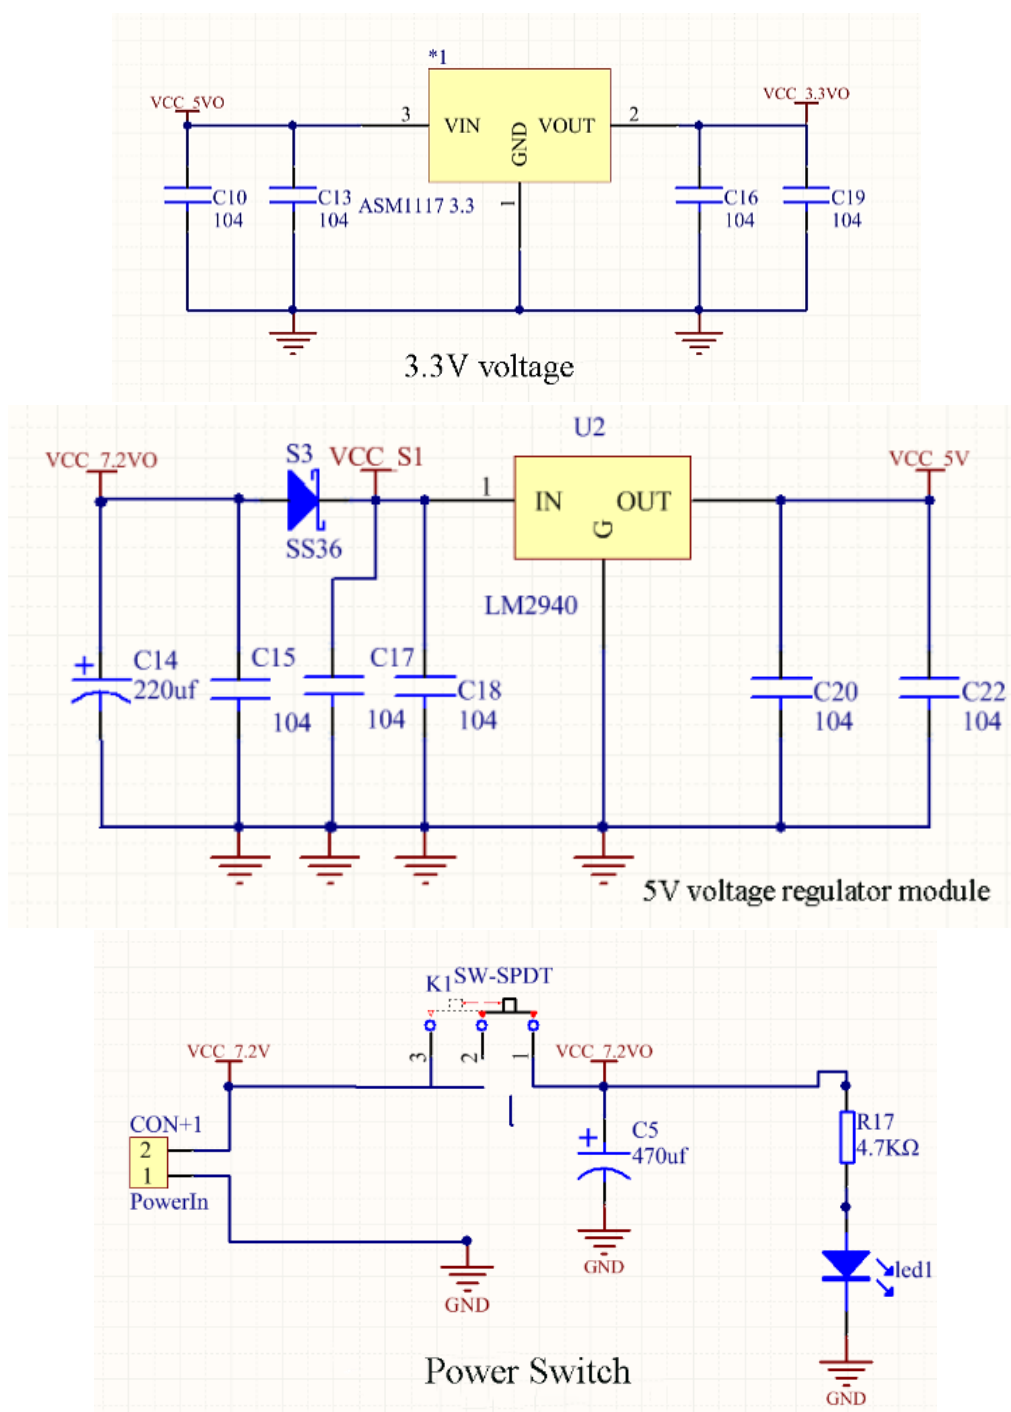 *1
VCC_5VO
VCC_3.3VO
3
VIN
GND
VOUT
2
C10
104
C13
104
ASM1117 3.3
1
C16
104
C19
104
3.3V voltage
U2
VCC_7.2VO
S3
VCC_S1
VCC_5V
1
IN
OUT
G
SS36
LM2940
C14
220uf
C15
104
C17
104
C18
104
C20
104
C22
104
5V voltage regulator module
K1
SW-SPDT
3
2
1
VCC_7.2V
VCC_7.2VO
CON+1
2
1
PowerIn
C5
470uf
R17
4.7KΩ
led1
GND
GND
GND
Power Switch